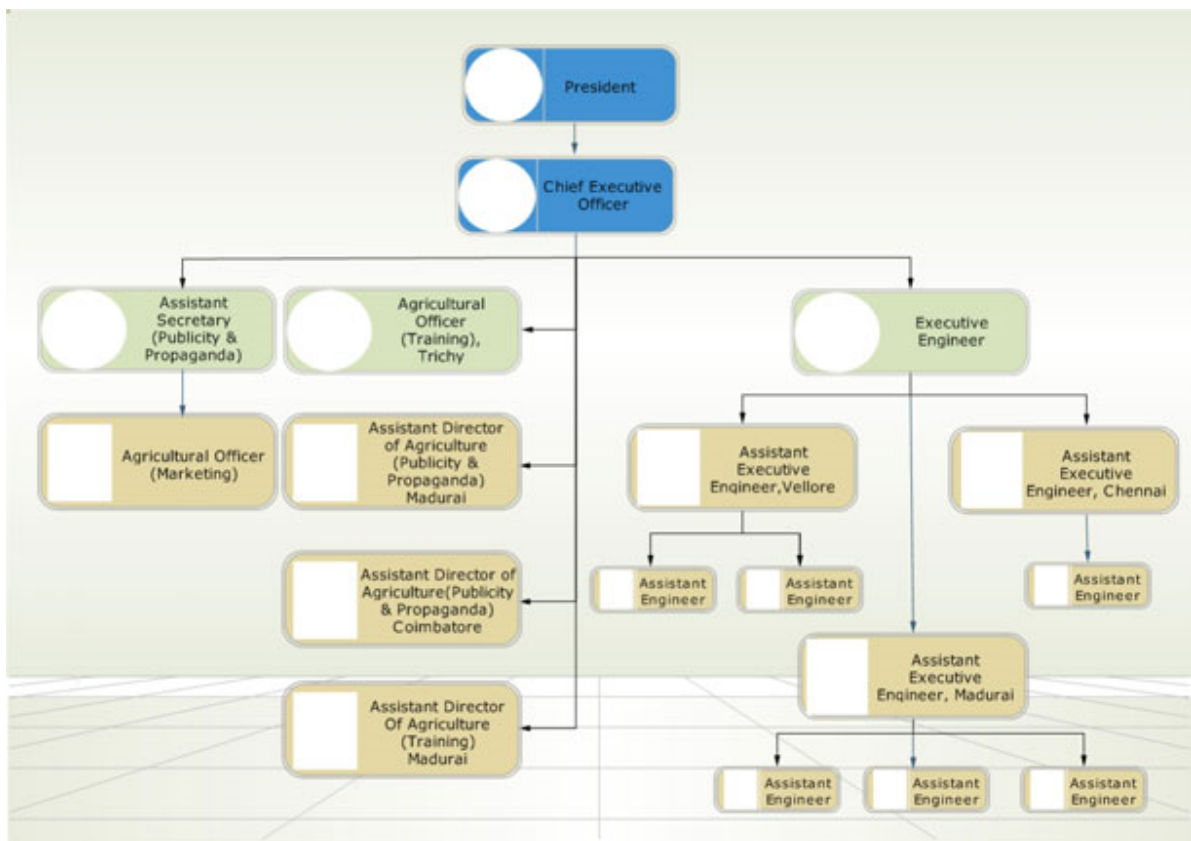 President
Chief Executive
Officer
Assistant
Secretary
(Publicity &
Propaganda)
Agricultural
Officer
(Training),
Trichy
Executive
Engineer
Agricultural Officer
(Marketing)
Assistant Director
of Agriculture
(Publicity &
Propaganda)
Madurai
Assistant
Executive
Engineer,Vellore
Assistant
Executive
Engineer, Chennai
Assistant Director of
Agriculture(Publicity
& Propaganda)
Coimbatore
Assistant
Engineer
Assistant
Engineer
Assistant
Engineer
Assistant
Executive
Engineer, Madurai
Assistant Director
Of Agriculture
(Training)
Madurai
Assistant
Engineer
Assistant
Engineer
Assistant
Engineer